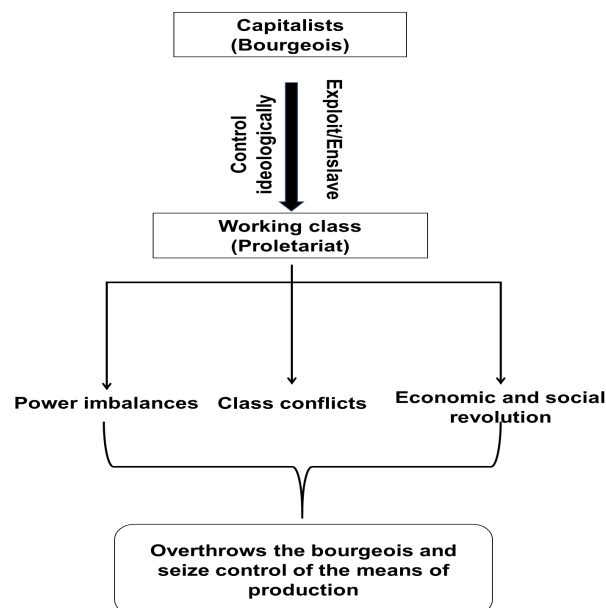 Capitalists
(Bourgeois)
Control
ideologically
Exploit/Enslave
Working class
(Proletariat)
Power imbalances
Class conflicts
Economic and social
revolution
Overthrows the bourgeois and
seize control of the means of
production